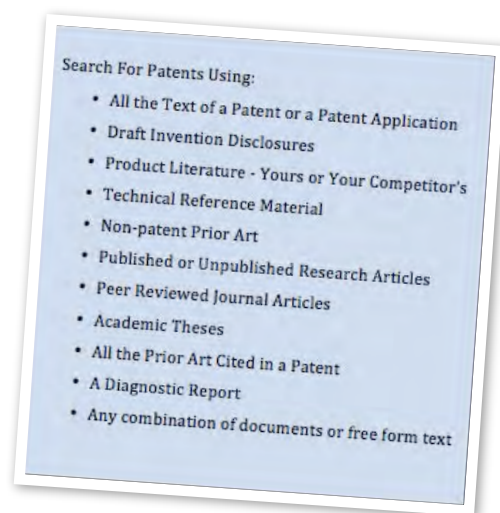 Search For Patents Using:
• All the Text of a Patent or a Patent Application
• Draft Invention Disclosures
• Product Literature - Yours or Your Competitor's
• Technical Reference Material
• Non-patent Prior Art
• Published or Unpublished Research Articles
• Peer Reviewed Journal Articles
• Academic Theses
• All the Prior Art Cited in a Patent
• A Diagnostic Report
• Any combination of documents or free form text